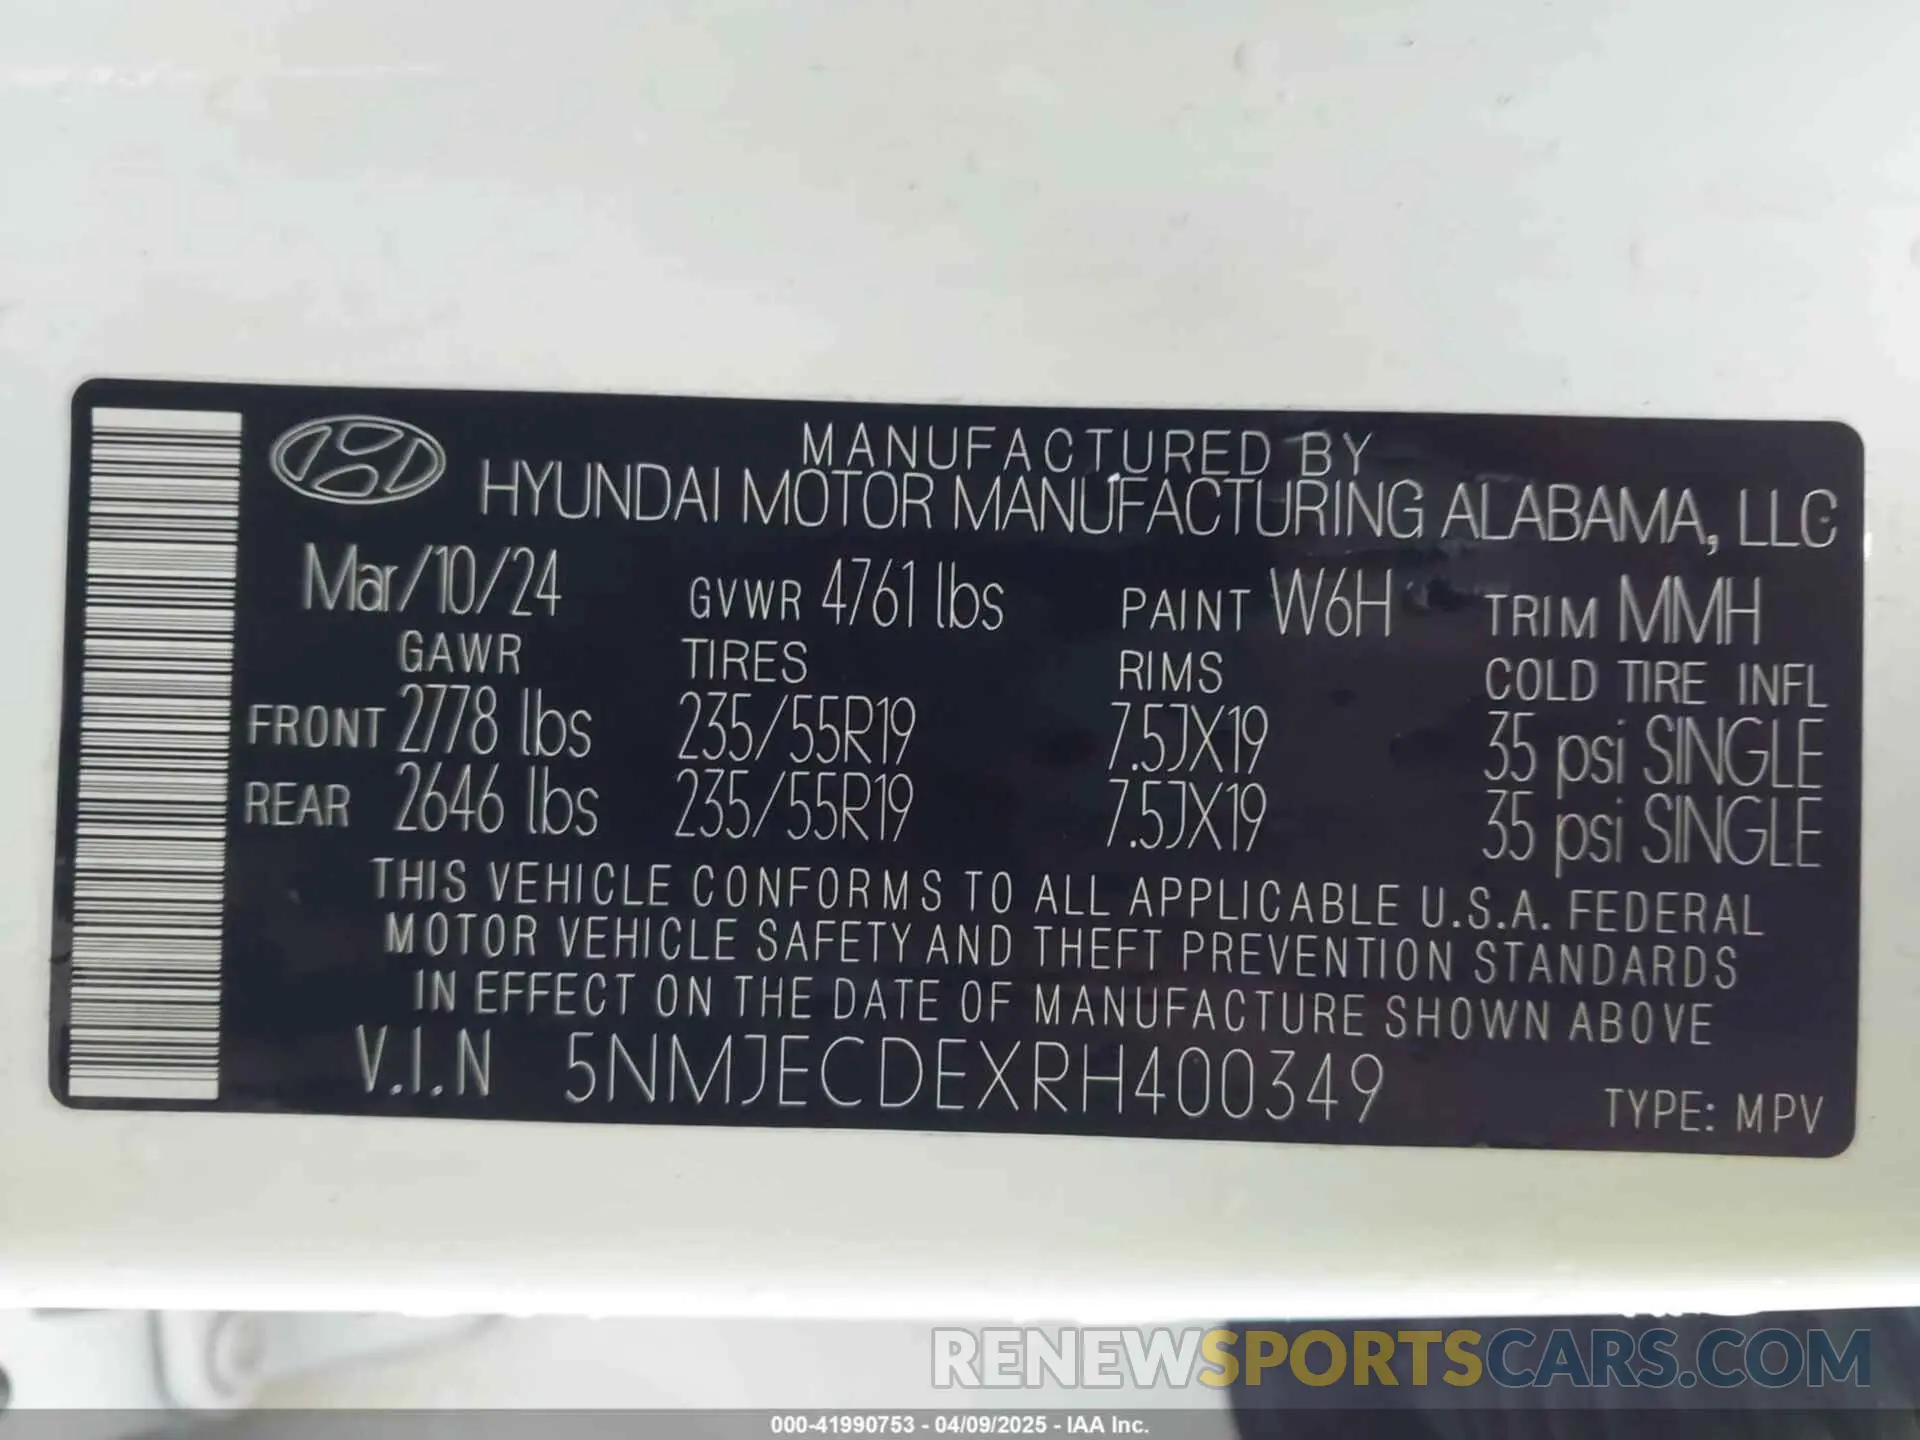 MANUFACTURED BY
HYUNDAI MOTOR MANUFACTURING ALABAMA, LLC
Mar/10/24 GVWR 4761 lbs PAINT W6H TRIM MMH
GAWR TIRES RIMS COLD TIRE INFL
FRONT 2778 lbs 235/55R19 7.5JX19 35 psi SINGLE
REAR 2646 lbs 235/55R19 7.5JX19 35 psi SINGLE
THIS VEHICLE CONFORMS TO ALL APPLICABLE U.S.A. FEDERAL
MOTOR VEHICLE SAFETY AND THEFT PREVENTION STANDARDS
IN EFFECT ON THE DATE OF MANUFACTURE SHOWN ABOVE
V.I.N 5NMJECDEXRH400349 TYPE: MPV
RENEWSPORTSCARS.COM
000-41990753 - 04/09/2025 - IAA Inc.